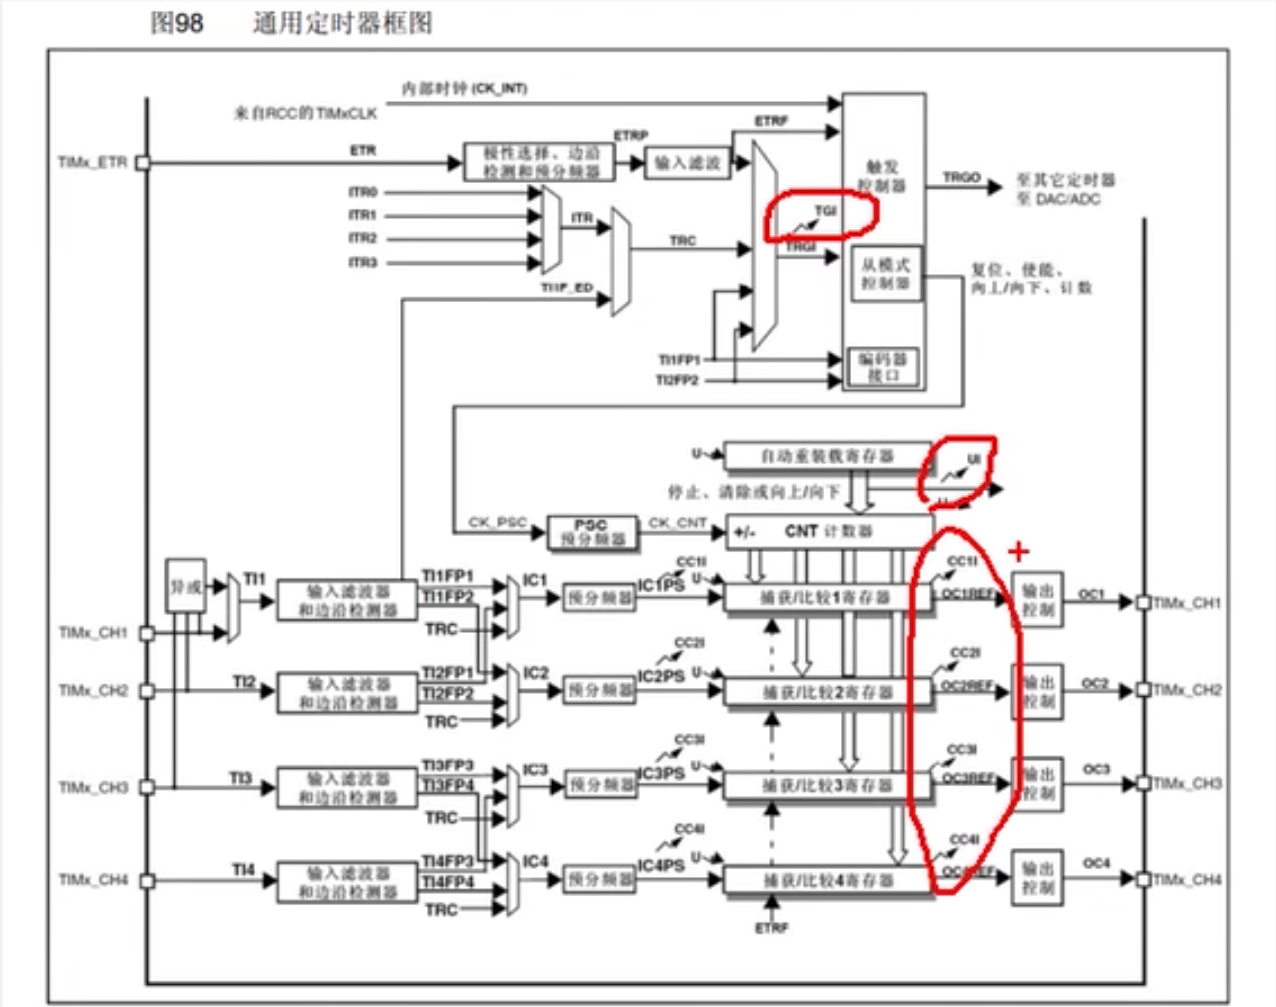 图98 通用定时器框图
内部时钟 (CK_INT)
来自RCC的TIMxCLK
ETRF
ETRP
TIMx_ETR
ETR
极性选择、边沿
检测和预分频器
输入滤波
触发
控制器
TRGO
至其它定时器
至 DAC/ADC
ITR0
ITR1
ITR2
ITR3
ITR
TGI
TRC
TRGI
TI1F_ED
从模式
控制器
复位、使能、
向上/向下、计数
TI1FP1
TI2FP2
编码器
接口
U
自动重装载寄存器
UI
停止、清除或向上/向下
U
CK_PSC
PSC
预分频器
CK_CNT
+/-
CNT 计数器
+
异或
TI1
输入滤波器
和边沿检测器
TI1FP1
TI1FP2
TRC
IC1
预分频器
CC1I
IC1PS
U
捕获/比较1寄存器
CC1I
OC1REF
输出
控制
OC1
TIMx_CH1
TIMx_CH1
TIMx_CH2
TI2
输入滤波器
和边沿检测器
TI2FP1
TI2FP2
TRC
IC2
预分频器
CC2I
IC2PS
U
捕获/比较2寄存器
CC2I
OC2REF
输出
控制
OC2
TIMx_CH2
TIMx_CH3
TI3
输入滤波器
和边沿检测器
TI3FP3
TI3FP4
TRC
IC3
预分频器
CC3I
IC3PS
U
捕获/比较3寄存器
CC3I
OC3REF
输出
控制
OC3
TIMx_CH3
TIMx_CH4
TI4
输入滤波器
和边沿检测器
TI4FP3
TI4FP4
TRC
IC4
预分频器
CC4I
IC4PS
U
捕获/比较4寄存器
CC4I
OC4REF
输出
控制
OC4
TIMx_CH4
ETRF